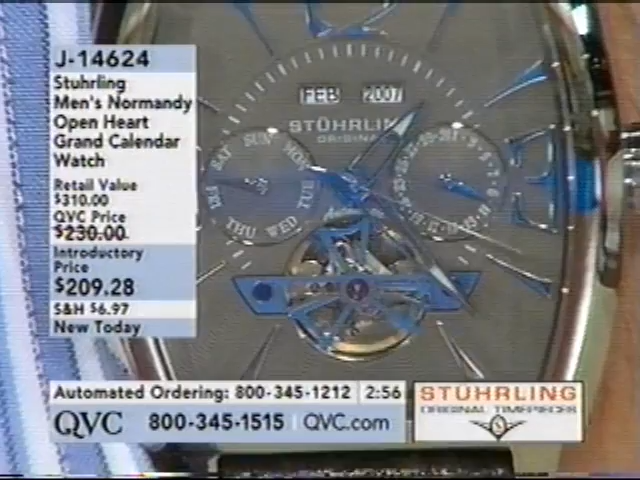 J-14624
Stuhrling
Men's Normandy
Open Heart
Grand Calendar
Watch
Retail Value
$310.00
QVC Price
$230.00
Introductory
Price
$209.28
S&H $6.97
New Today
FEB 2007
STÜHRLING
ORIGINAL
SAT SUN MON TUE WED THU FRI
Automated Ordering: 800-345-1212 2:56
QVC 800-345-1515 QVC.com
STÜHRLING
ORIGINAL TIMEPIECES
S